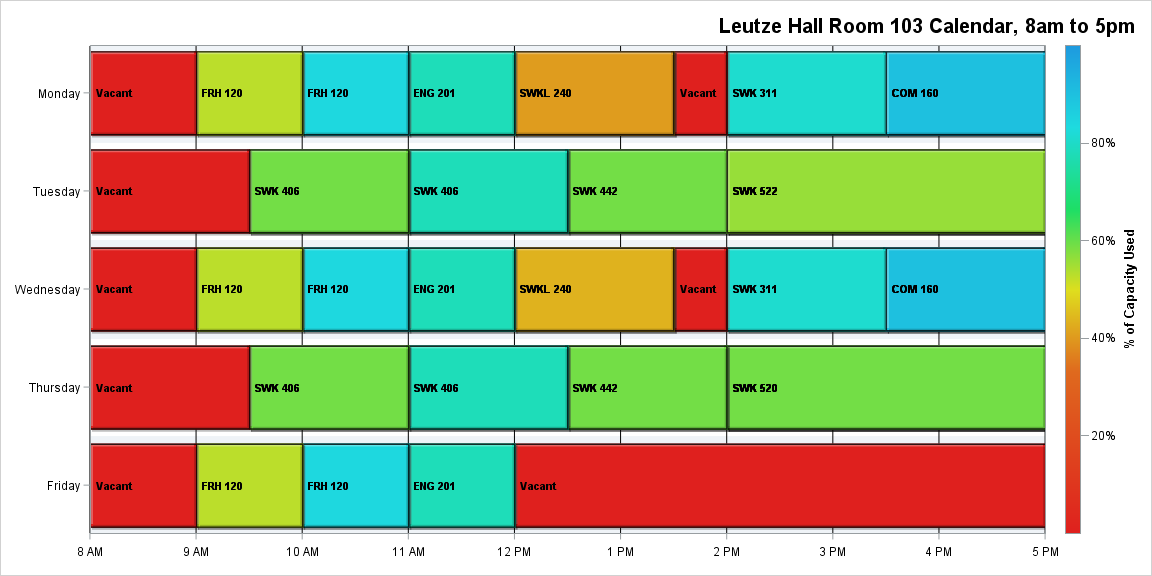 Leutze Hall Room 103 Calendar, 8am to 5pm
Monday
Vacant
FRH 120
FRH 120
ENG 201
SWKL 240
Vacant
SWK 311
COM 160
Tuesday
Vacant
SWK 406
SWK 406
SWK 442
SWK 522
Wednesday
Vacant
FRH 120
FRH 120
ENG 201
SWKL 240
Vacant
SWK 311
COM 160
Thursday
Vacant
SWK 406
SWK 406
SWK 442
SWK 520
Friday
Vacant
FRH 120
FRH 120
ENG 201
Vacant
8 AM
9 AM
10 AM
11 AM
12 PM
1 PM
2 PM
3 PM
4 PM
5 PM
80%
60%
40%
20%
% of Capacity Used